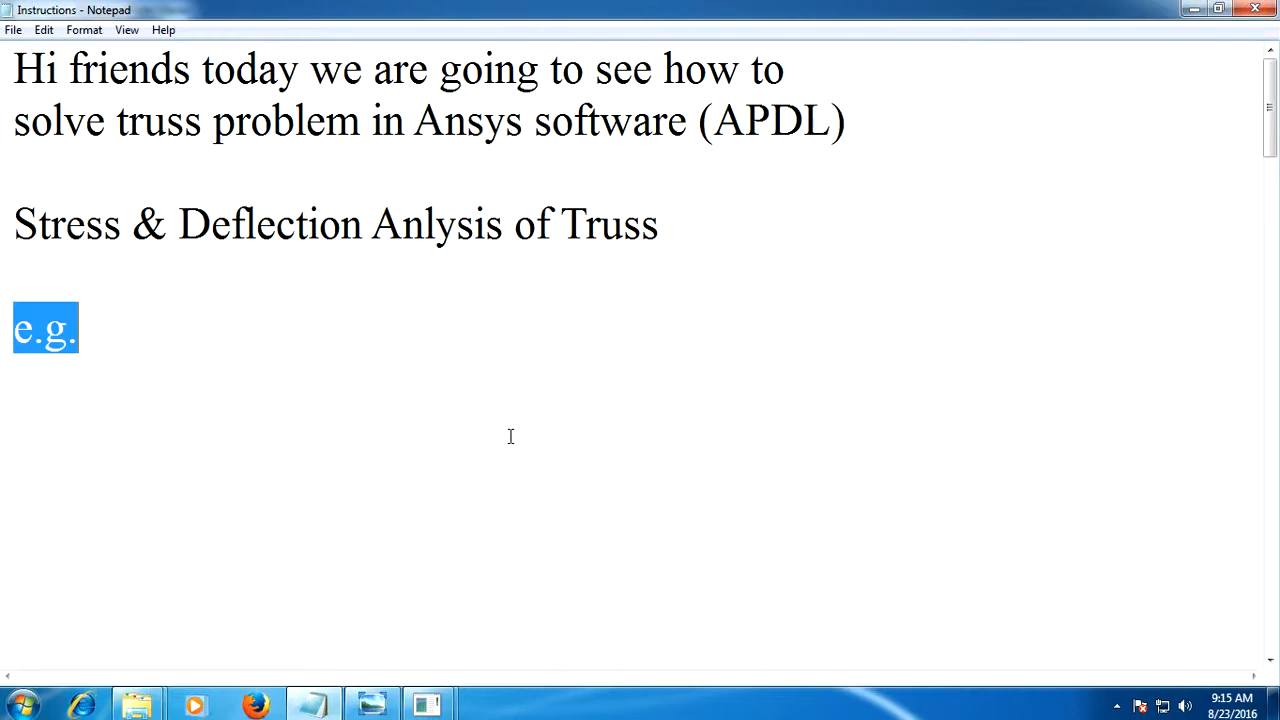 Instructions - Notepad
File Edit Format View Help
Hi friends today we are going to see how to
solve truss problem in Ansys software (APDL)
Stress & Deflection Anlysis of Truss
e.g.
9:15 AM
8/23/2016